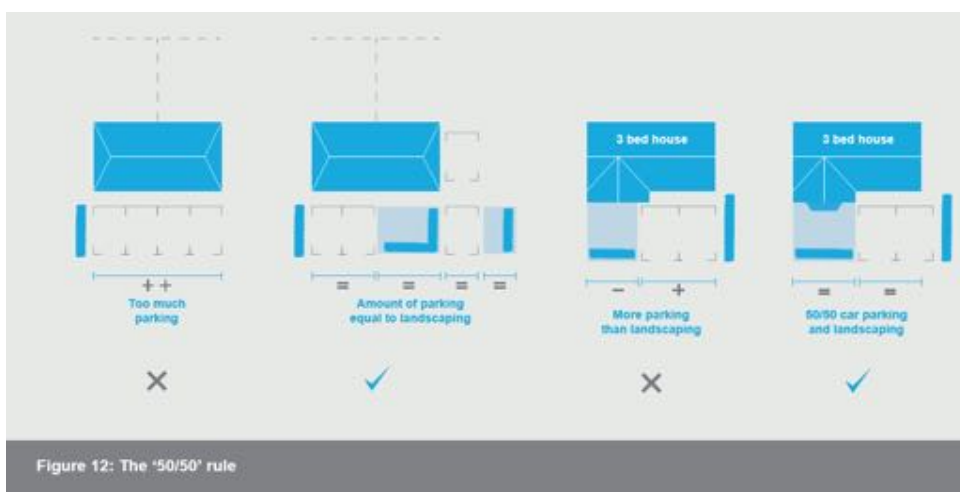 3 bed house
3 bed house
+ +
=
=
=
=
-
+
=
=
Too much
parking
Amount of parking
equal to landscaping
More parking
than landscaping
50/50 car parking
and landscaping
Figure 12: The ‘50/50’ rule